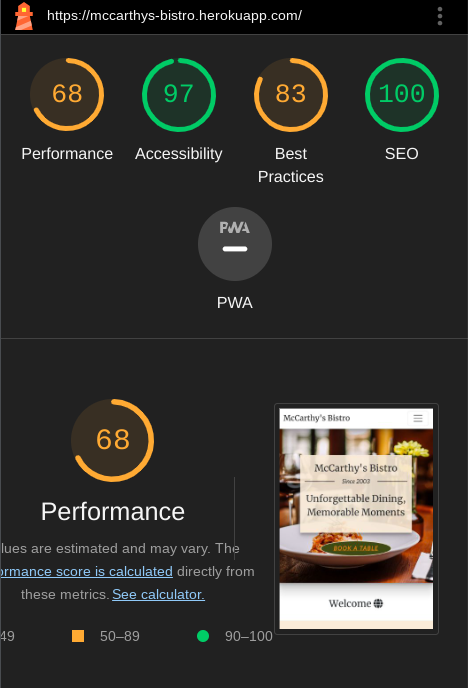 https://mccarthys-bistro.herokuapp.com/
68
97
83
100
Performance
Accessibility
Best
Practices
SEO
PWA
PWA
68
Performance
lues are estimated and may vary. The
ormance score is calculated directly from
these metrics. See calculator.
49
50–89
90–100
McCarthy's Bistro
McCarthy's Bistro
Since 2003
Unforgettable Dining,
Memorable Moments
BOOK A TABLE
Welcome